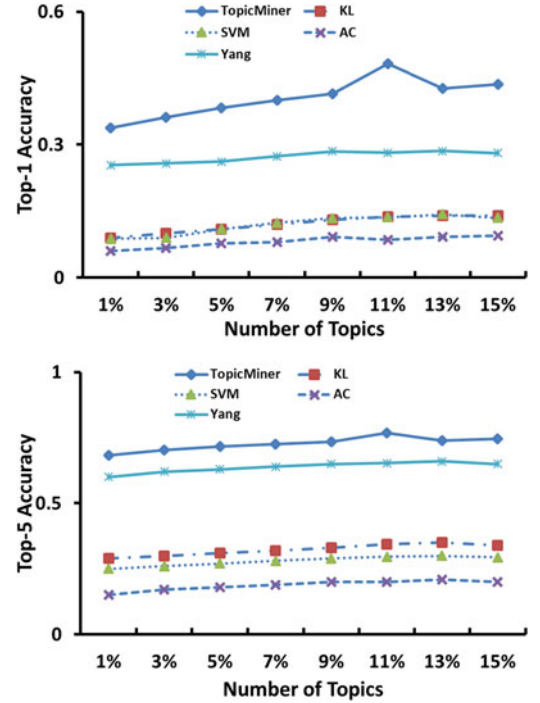 0.6
TopicMiner KL
SVM AC
Yang
0.3
0
Top-1 Accuracy
1% 3% 5% 7% 9% 11% 13% 15%
Number of Topics
1
TopicMiner KL
SVM AC
Yang
0.5
0
Top-5 Accuracy
1% 3% 5% 7% 9% 11% 13% 15%
Number of Topics